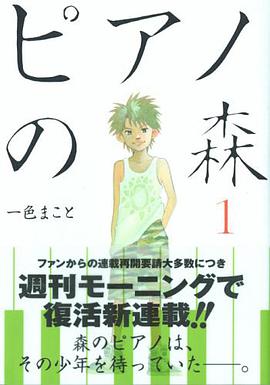 ピアノの森
1
一色まこと
ファンからの連載再開要請大多数につき
週刊モーニングで
復活新連載!!
森のピアノは、
その少年を待っていた――。